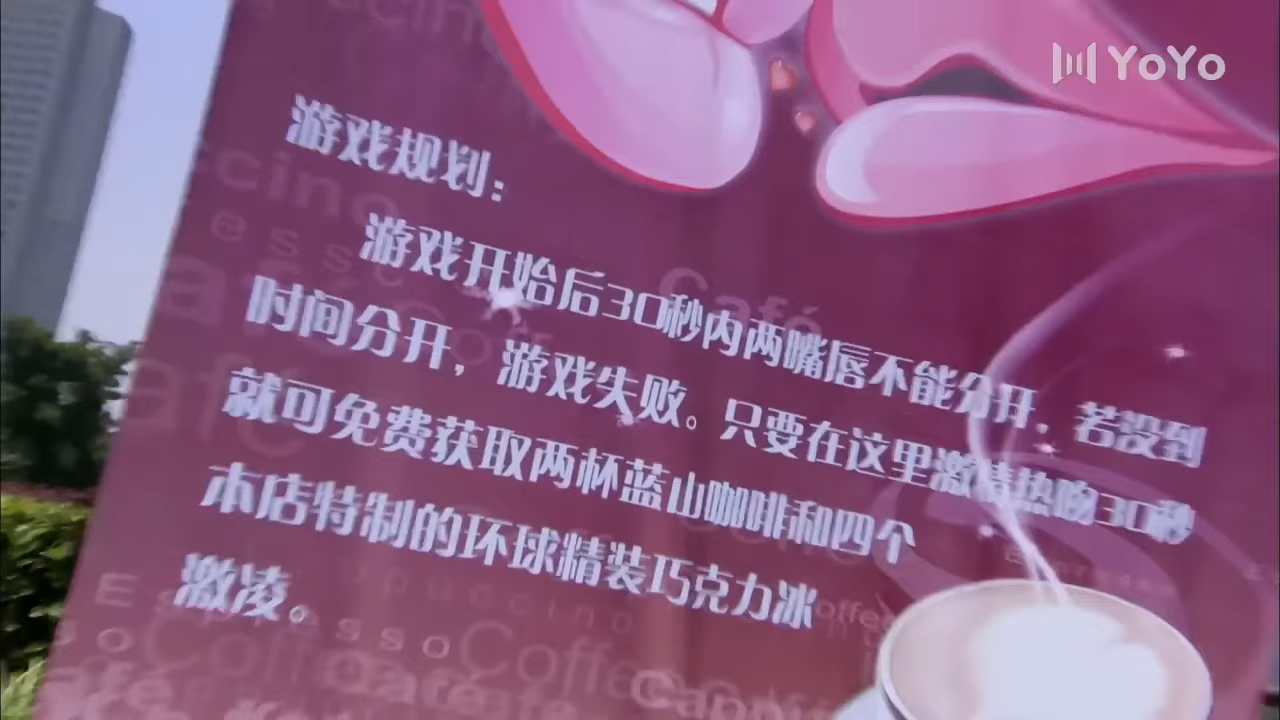 YoYo
游戏规划：
游戏开始后30秒内两嘴唇不能分开，若没到
时间分开，游戏失败。只要在这里激情热吻30秒
就可免费获取两杯蓝山咖啡和四个
本店特制的环球精装巧克力冰
激凌。
Café